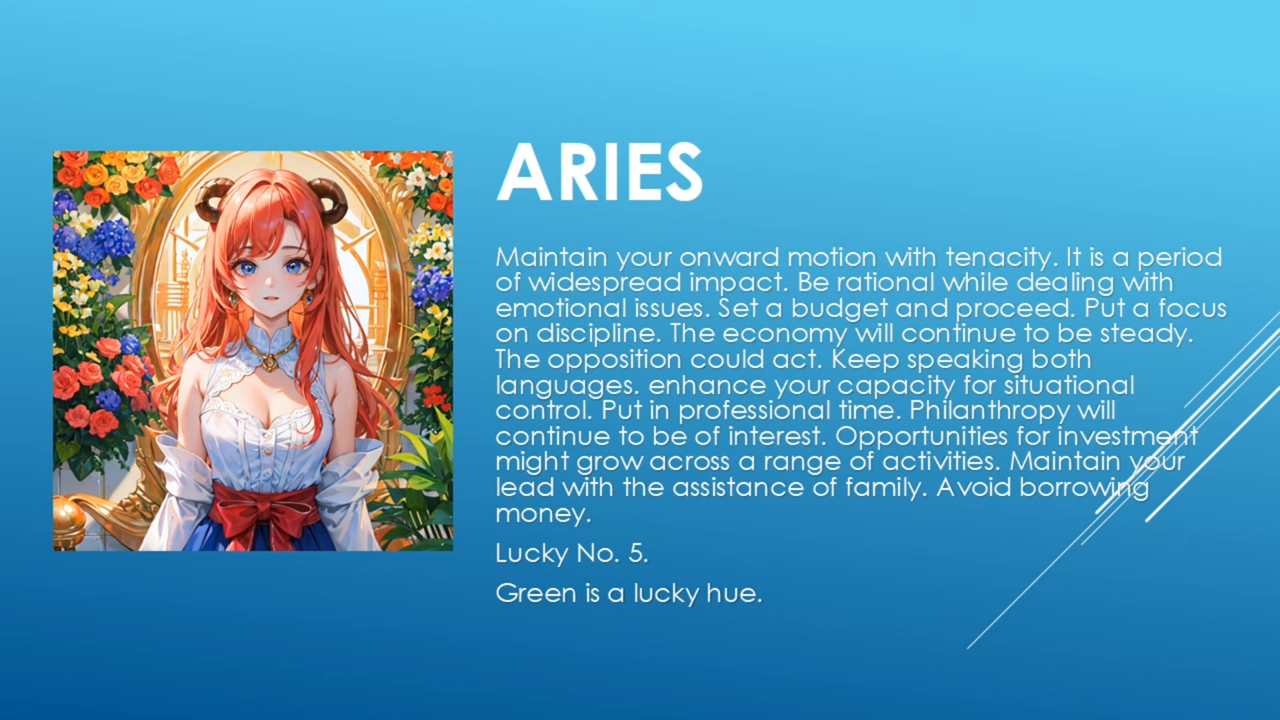 ARIES
Maintain your onward motion with tenacity. It is a period
of widespread impact. Be rational while dealing with
emotional issues. Set a budget and proceed. Put a focus
on discipline. The economy will continue to be steady.
The opposition could act. Keep speaking both
languages. enhance your capacity for situational
control. Put in professional time. Philanthropy will
continue to be of interest. Opportunities for investment
might grow across a range of activities. Maintain your
lead with the assistance of family. Avoid borrowing
money.
Lucky No. 5.
Green is a lucky hue.